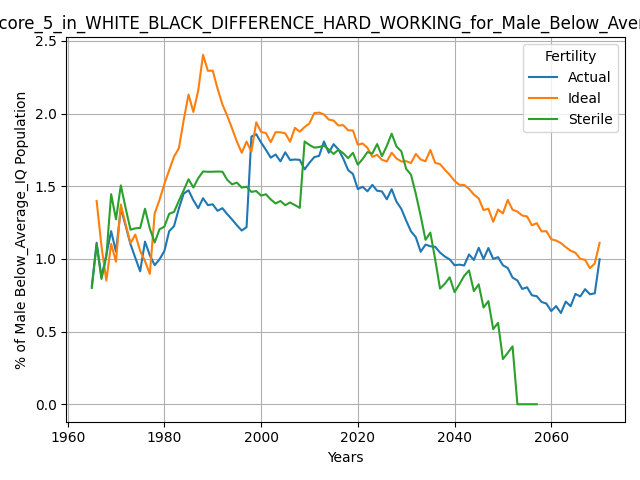 core_5_in_WHITE_BLACK_DIFFERENCE_HARD_WORKING_for_Male_Below_Aver
Fertility
Actual
Ideal
Sterile
% of Male Below_Average_IQ Population
2.5
2.0
1.5
1.0
0.5
0.0
1960 1980 2000 2020 2040 2060
Years